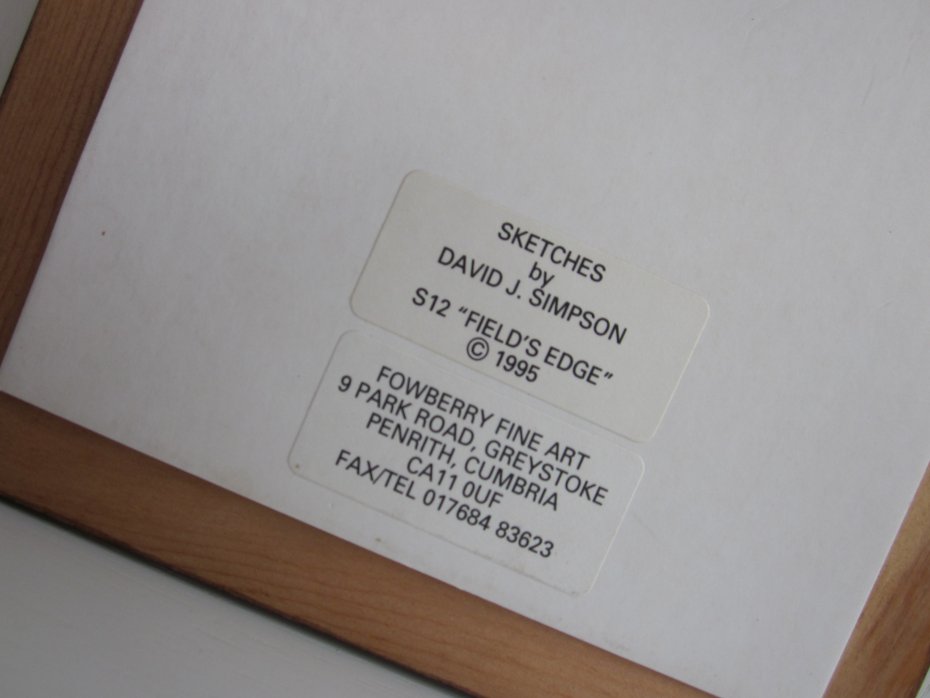 SKETCHES
by
DAVID J. SIMPSON
S12 “FIELD'S EDGE”
© 1995
FOWBERRY FINE ART
9 PARK ROAD, GREYSTOKE
PENRITH, CUMBRIA
CA11 0UF
FAX/TEL 017684 83623